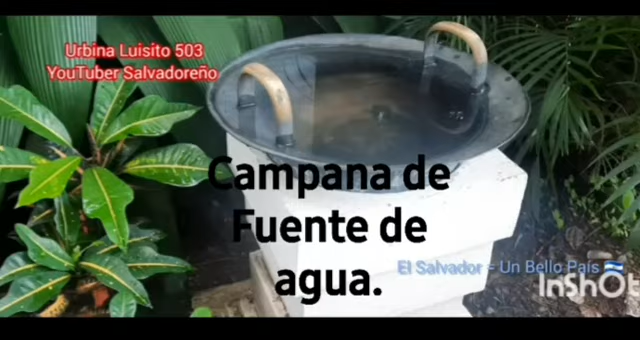 Urbina Luisito 503
YouTuber Salvadoreño
Campana de
Fuente de
agua.
El Salvador = Un Bello País 🇸🇻
InShOt